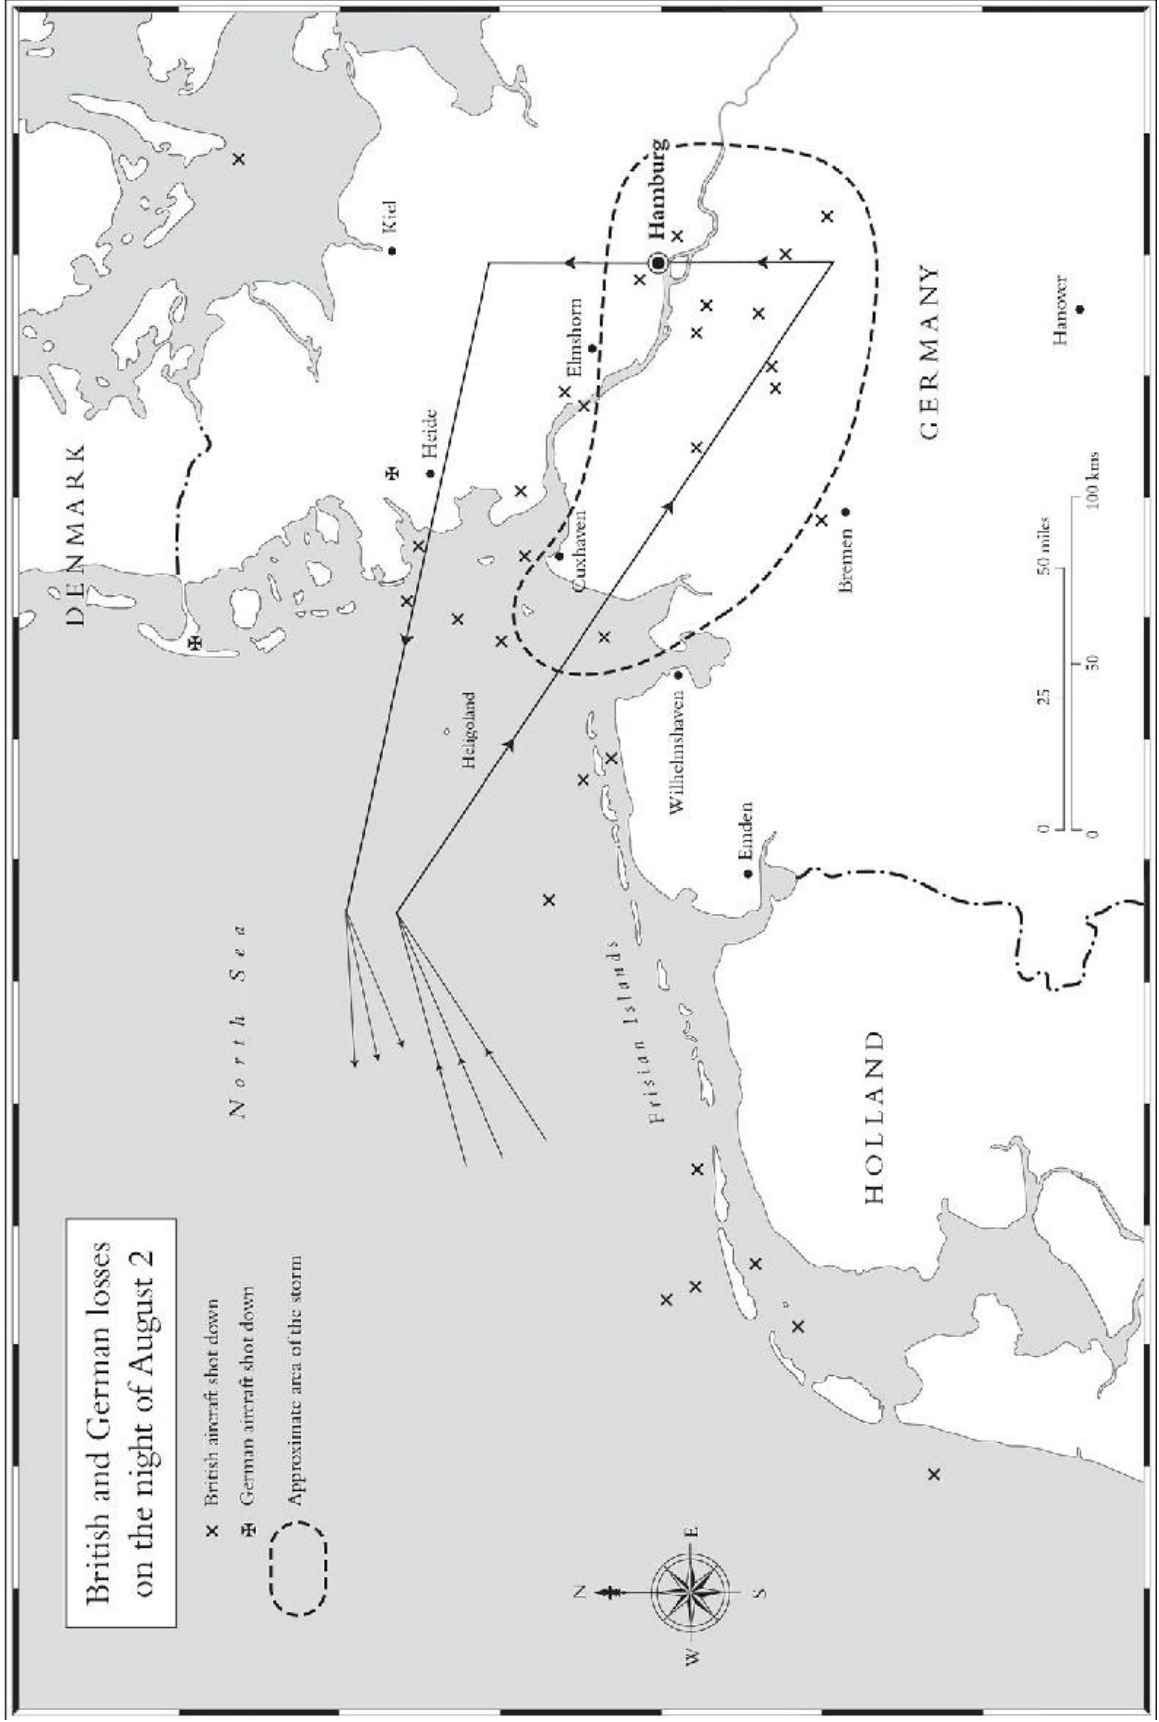 British and German losses
on the night of August 2
× British aircraft shot down
✠ German aircraft shot down
Approximate area of the storm
N
W
E
S
North Sea
DENMARK
Kiel
Heide
Heligoland
Elmshorn
Hamburg
Cuxhaven
Frisian Islands
Wilhelmshaven
Emden
Bremen
HOLLAND
GERMANY
Hanover
0 25 50 miles
0 50 100 kms